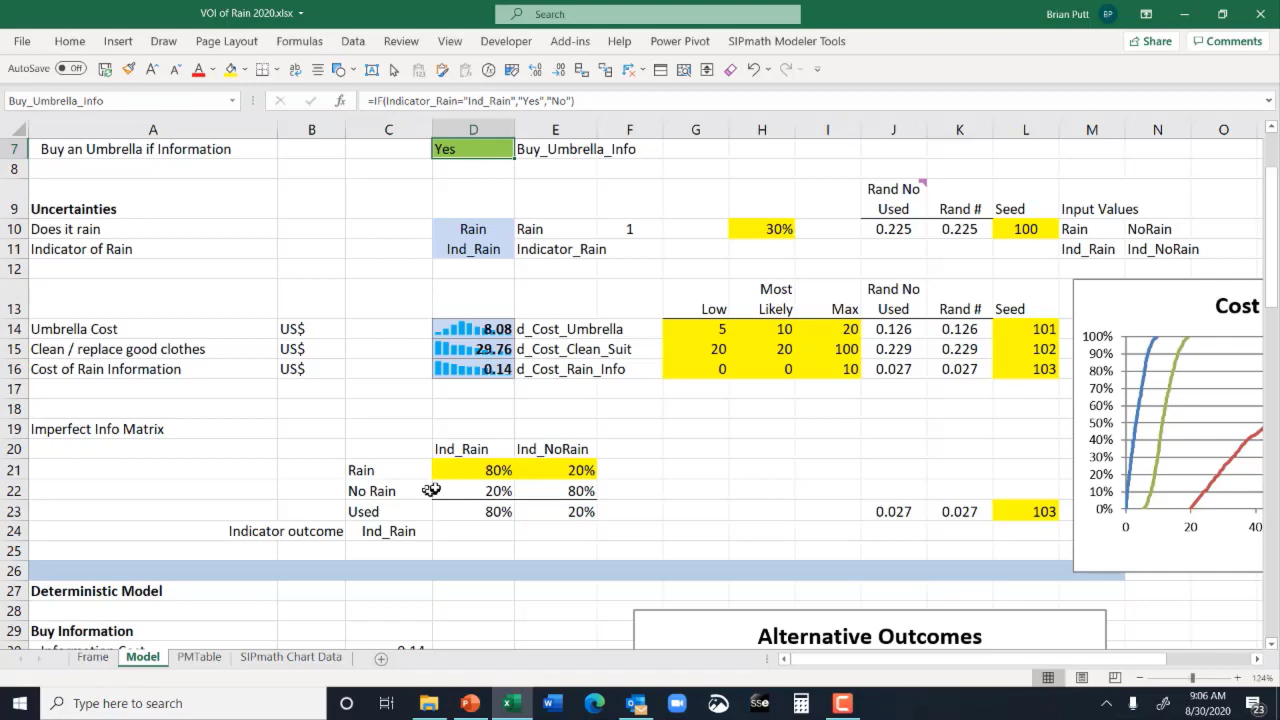 VOI of Rain 2020.xlsx
Search
Brian Putt BP
File Home Insert Draw Page Layout Formulas Data Review View Developer Add-ins Help Power Pivot SIPmath Modeler Tools Share Comments
AutoSave Off
Buy_Umbrella_Info fx =IF(Indicator_Rain="Ind_Rain","Yes","No")
A B C D E F G H I J K L M N O
7 Buy an Umbrella if Information Yes Buy_Umbrella_Info
8
Rand No
9 Uncertainties Used Rand # Seed Input Values
10 Does it rain Rain Rain 1 30% 0.225 0.225 100 Rain NoRain
11 Indicator of Rain Ind_Rain Indicator_Rain Ind_Rain Ind_NoRain
12
Most Rand No
13 Low Likely Max Used Rand # Seed
14 Umbrella Cost US$ 8.08 d_Cost_Umbrella 5 10 20 0.126 0.126 101
15 Clean / replace good clothes US$ 29.76 d_Cost_Clean_Suit 20 20 100 0.229 0.229 102
16 Cost of Rain Information US$ 0.14 d_Cost_Rain_Info 0 0 10 0.027 0.027 103
17
18
19 Imperfect Info Matrix
20 Ind_Rain Ind_NoRain
21 Rain 80% 20%
22 No Rain 20% 80%
23 Used 80% 20% 0.027 0.027 103
24 Indicator outcome Ind_Rain
25
26
27 Deterministic Model
28
29 Buy Information
Cost
100%
90%
80%
70%
60%
50%
40%
30%
20%
10%
0%
0 20 40
Alternative Outcomes
Frame Model PMTable SIPmath Chart Data
124%
Type here to search
9:06 AM
8/30/2020
23